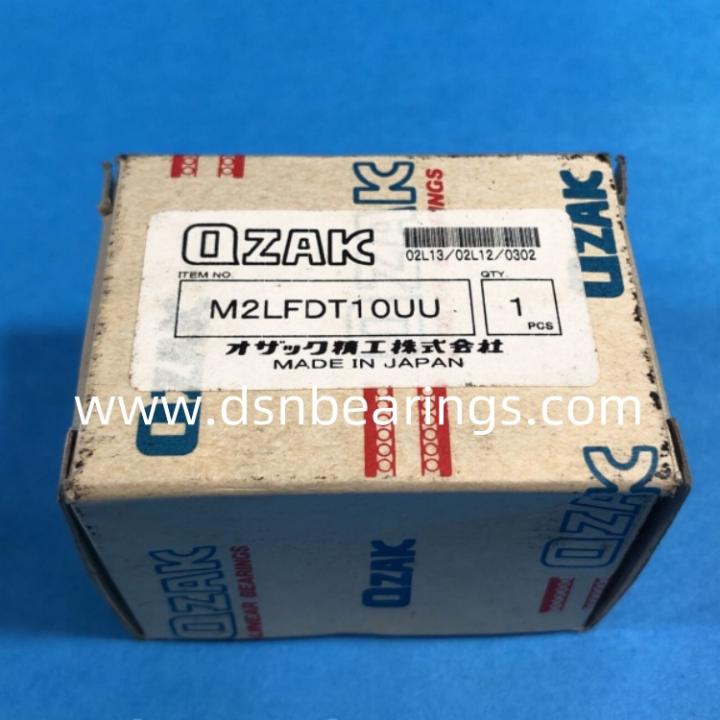 OZAK
RINGS
OZAK
OZAK
02L13/02L12/0302
ITEM NO.
QTY.
M2LFDT10UU
1
PCS
オザック精工株式会社
MADE IN JAPAN
www.dsnbearings.com
OZAK
LINEAR BEARINGS
OZAK
OZAK